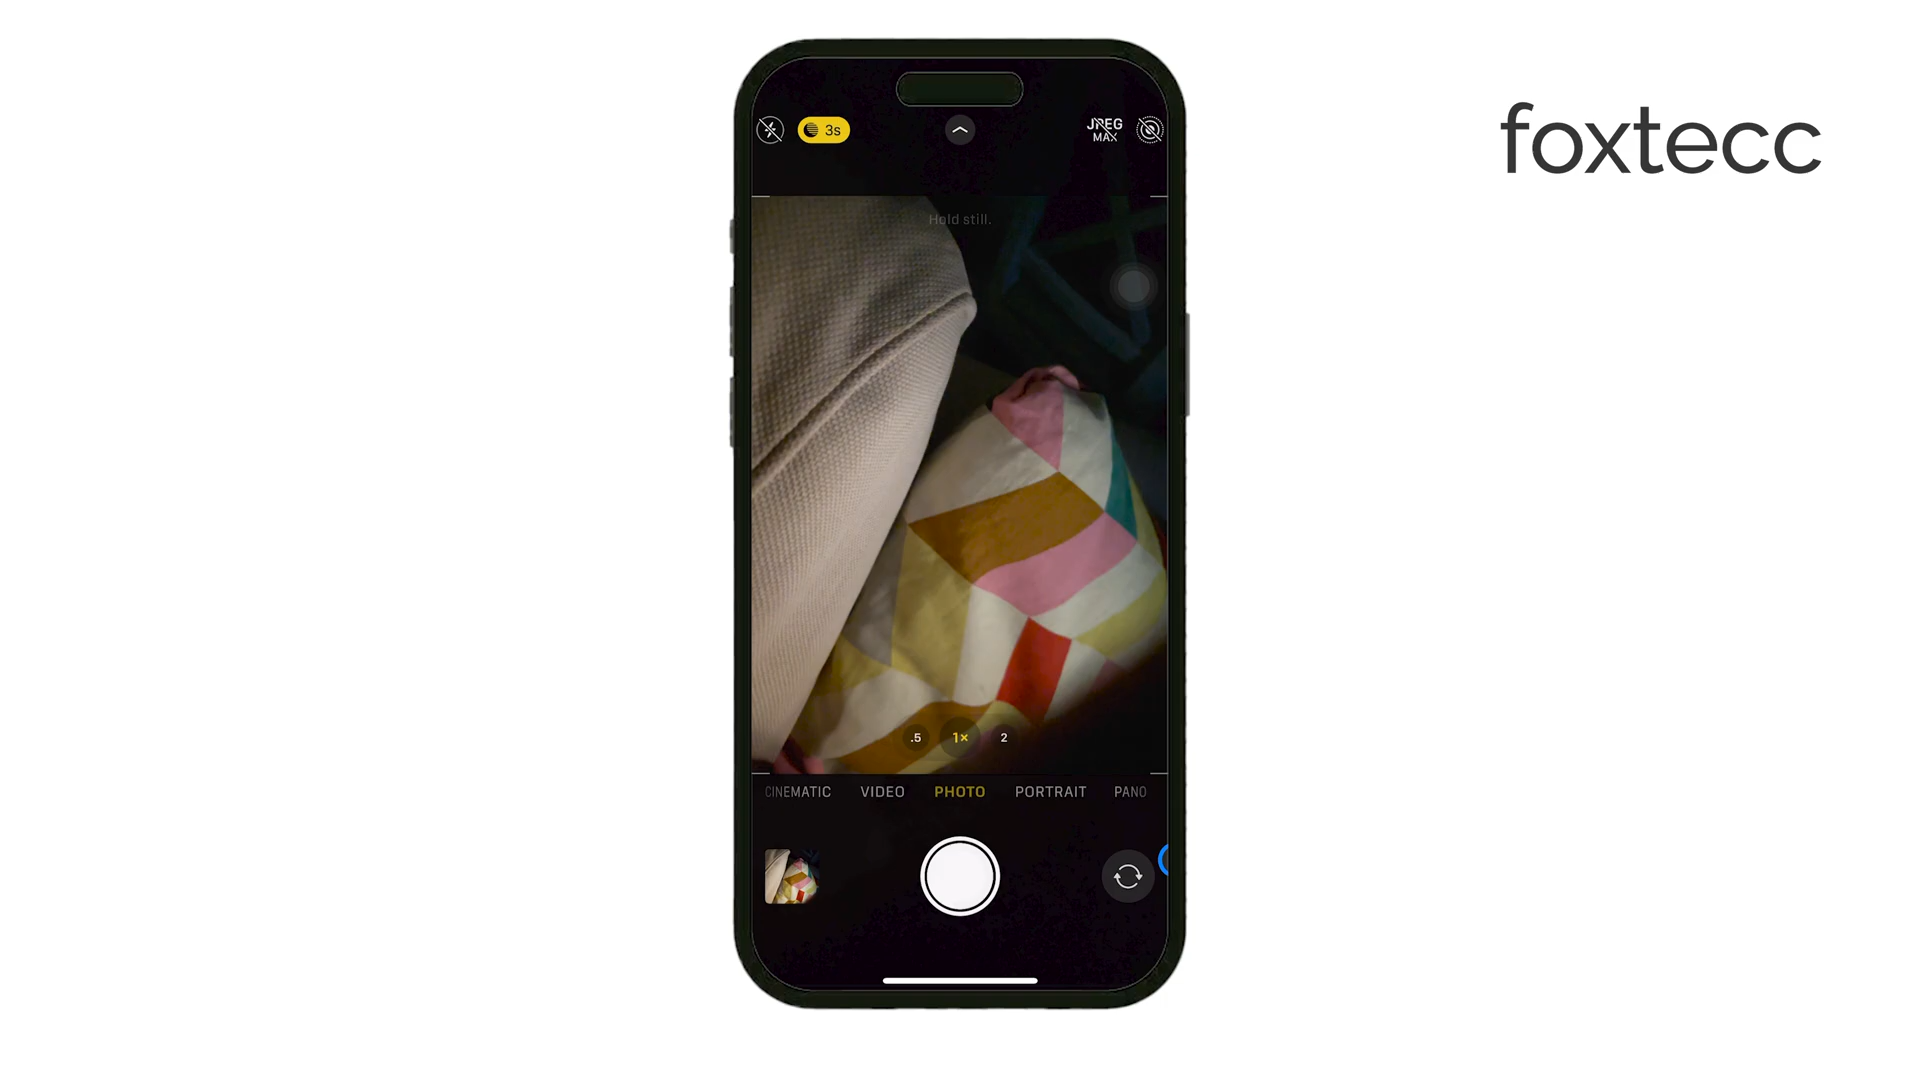 foxtecc
3s
JPEG
MAX
Hold still.
.5 1× 2
CINEMATIC VIDEO PHOTO PORTRAIT PANO